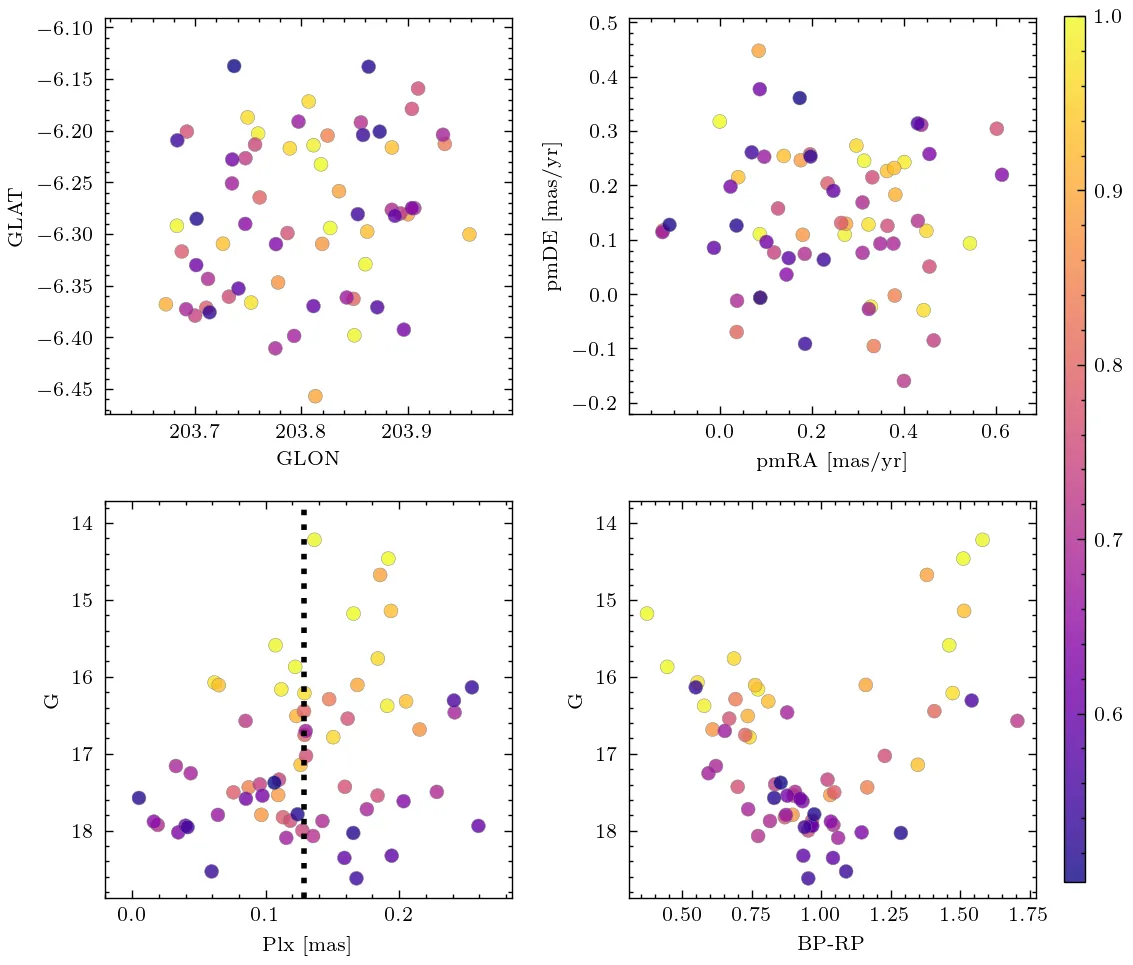 −6.10
−6.15
−6.20
−6.25
−6.30
−6.35
−6.40
−6.45
GLAT
203.7 203.8 203.9
GLON
0.5
0.4
0.3
0.2
0.1
0.0
−0.1
−0.2
pmDE [mas/yr]
0.0 0.2 0.4 0.6
pmRA [mas/yr]
1.0
0.9
0.8
0.7
0.6
14
15
16
17
18
G
0.0 0.1 0.2
Plx [mas]
14
15
16
17
18
G
0.50 0.75 1.00 1.25 1.50 1.75
BP-RP